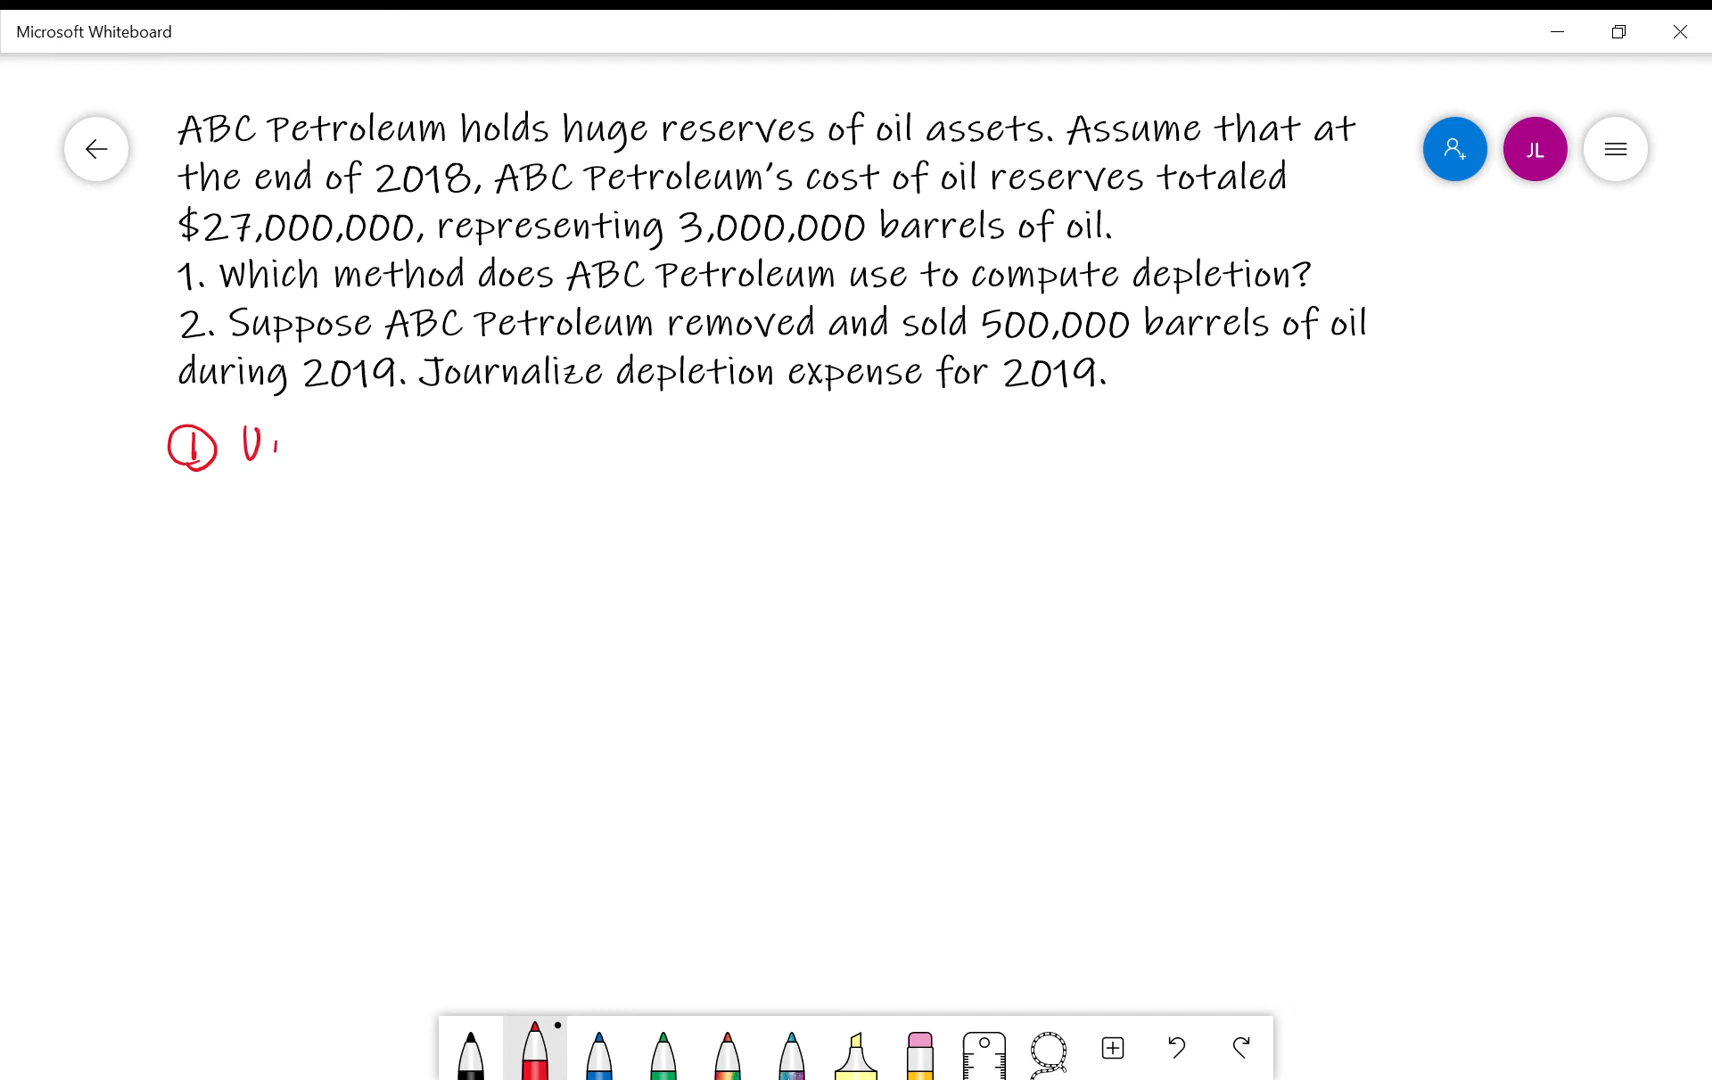 Microsoft Whiteboard
ABC Petroleum holds huge reserves of oil assets. Assume that at
the end of 2018, ABC Petroleum's cost of oil reserves totaled
$27,000,000, representing 3,000,000 barrels of oil.
1. Which method does ABC Petroleum use to compute depletion?
2. Suppose ABC Petroleum removed and sold 500,000 barrels of oil
during 2019. Journalize depletion expense for 2019.
JL
① U